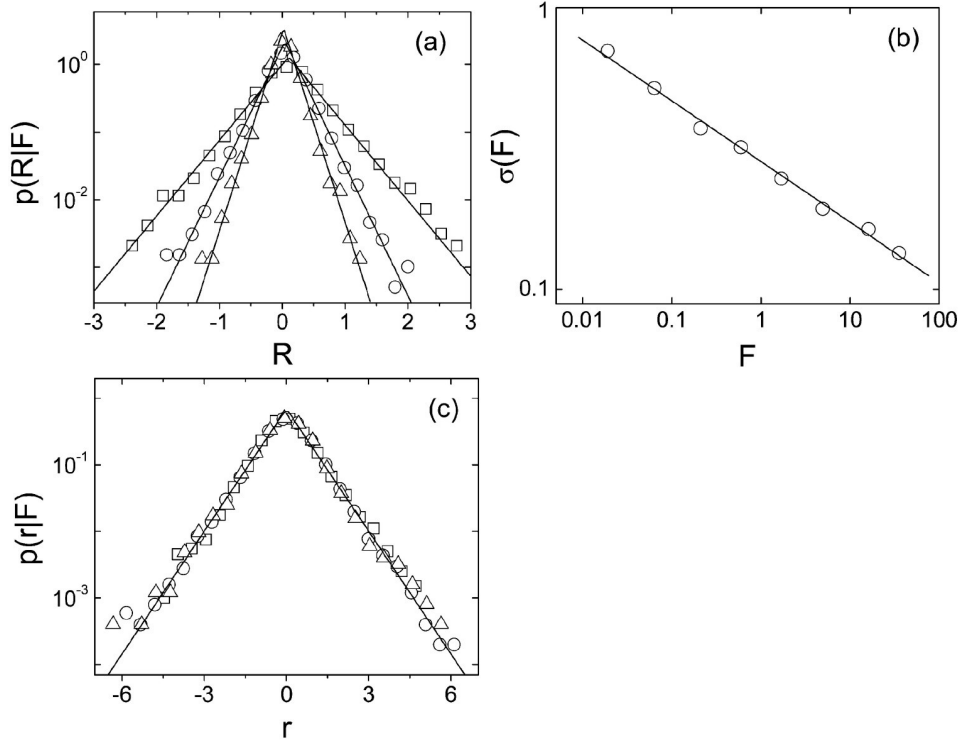 (a)
10^0
10^-2
p(R|F)
-3 -2 -1 0 1 2 3
R
(b)
1
0.1
σ(F)
0.01 0.1 1 10 100
F
(c)
10^-1
10^-3
p(r|F)
-6 -3 0 3 6
r